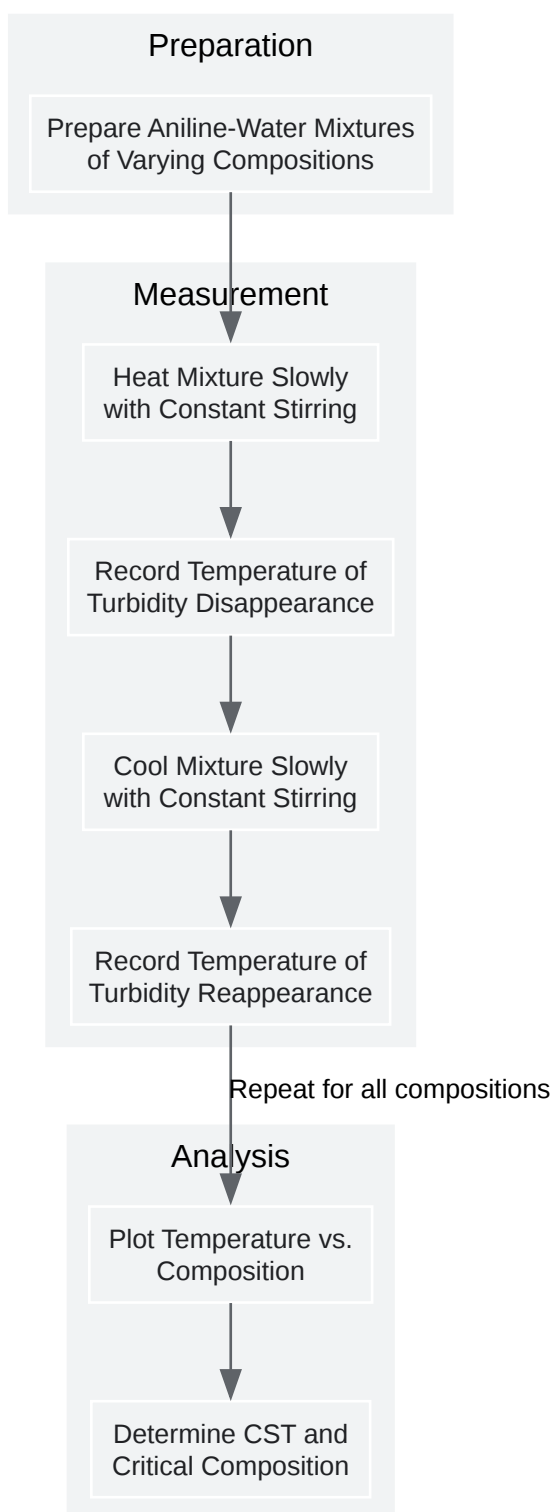 Preparation
Prepare Aniline-Water Mixtures
of Varying Compositions
Measurement
Heat Mixture Slowly
with Constant Stirring
Record Temperature of
Turbidity Disappearance
Cool Mixture Slowly
with Constant Stirring
Record Temperature of
Turbidity Reappearance
Repeat for all compositions
Analysis
Plot Temperature vs.
Composition
Determine CST and
Critical Composition